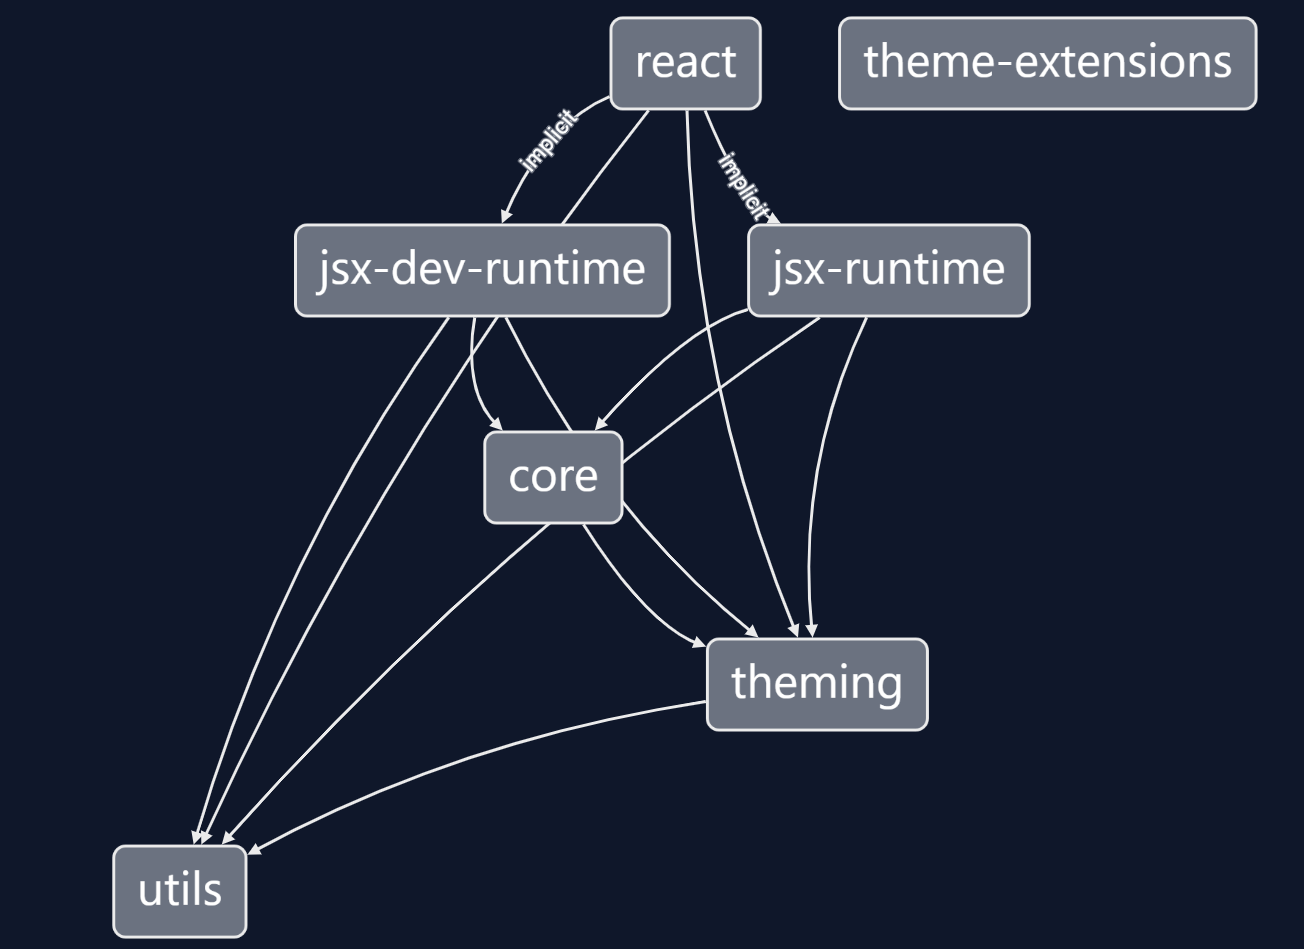 react
theme-extensions
implicit
implicit
jsx-dev-runtime
jsx-runtime
core
theming
utils